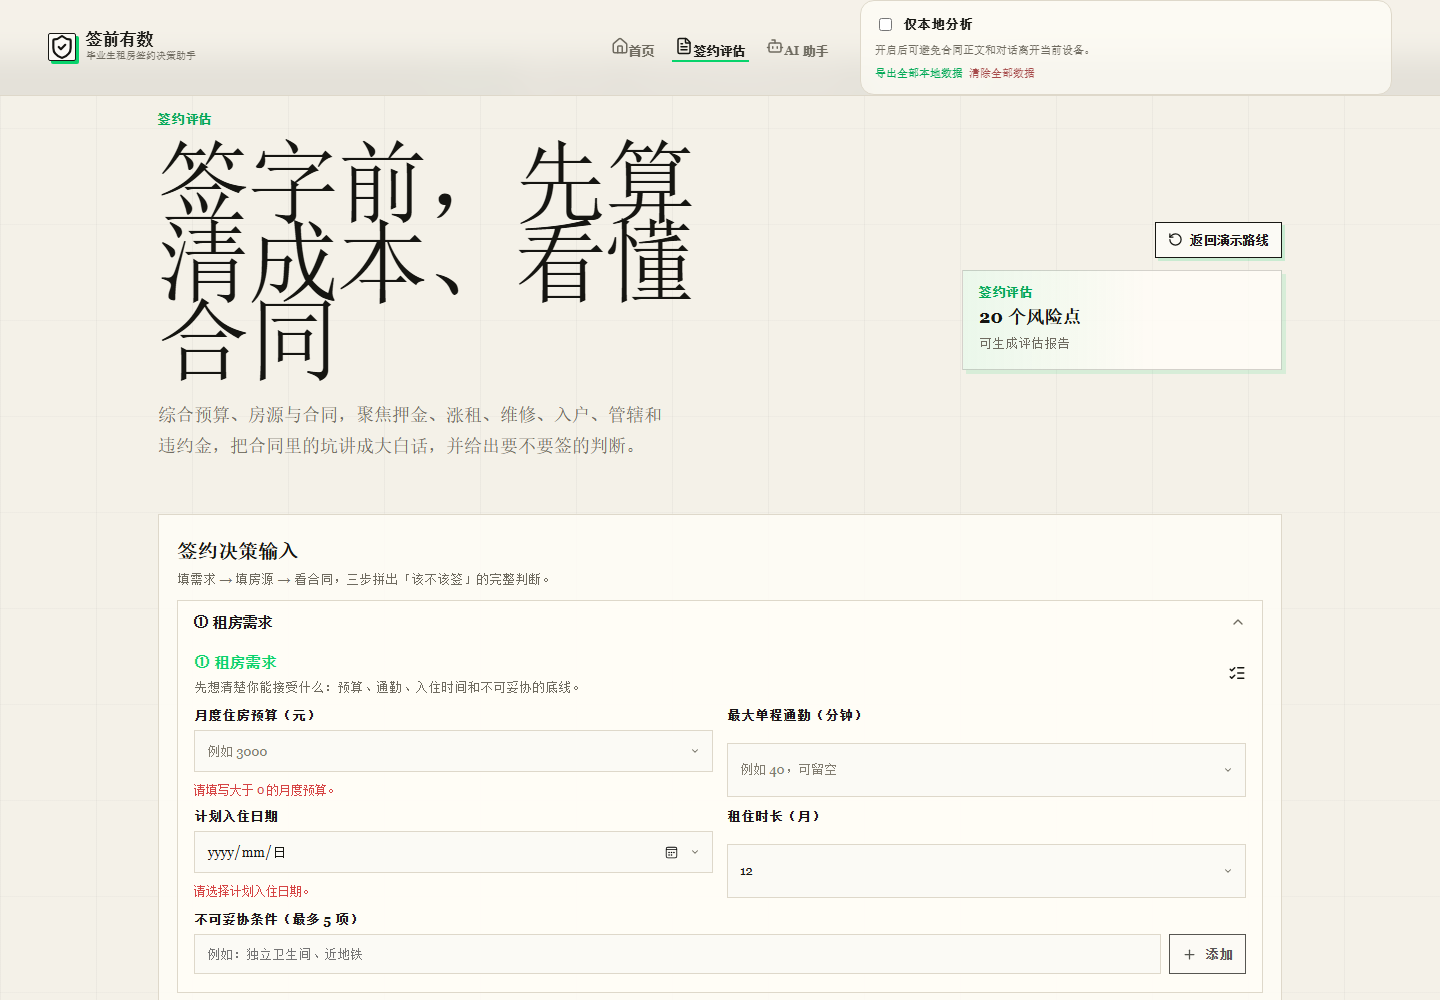 签前有数
毕业生租房签约决策助手
首页
签约评估
AI 助手
仅本地分析
开启后可避免合同正文和对话离开当前设备。
导出全部本地数据 清除全部数据
签约评估
签字前，先算
清成本、看懂
合同
综合预算、房源与合同，聚焦押金、涨租、维修、入户、管辖和
违约金，把合同里的坑讲成大白话，并给出要不要签的判断。
返回演示路线
签约评估
20 个风险点
可生成评估报告
签约决策输入
填需求 → 填房源 → 看合同，三步拼出「该不该签」的完整判断。
① 租房需求
① 租房需求
先想清楚你能接受什么：预算、通勤、入住时间和不可妥协的底线。
月度住房预算（元）
例如 3000
请填写大于 0 的月度预算。
最大单程通勤（分钟）
例如 40，可留空
计划入住日期
yyyy/mm/日
请选择计划入住日期。
租住时长（月）
12
不可妥协条件（最多 5 项）
例如：独立卫生间、近地铁
添加